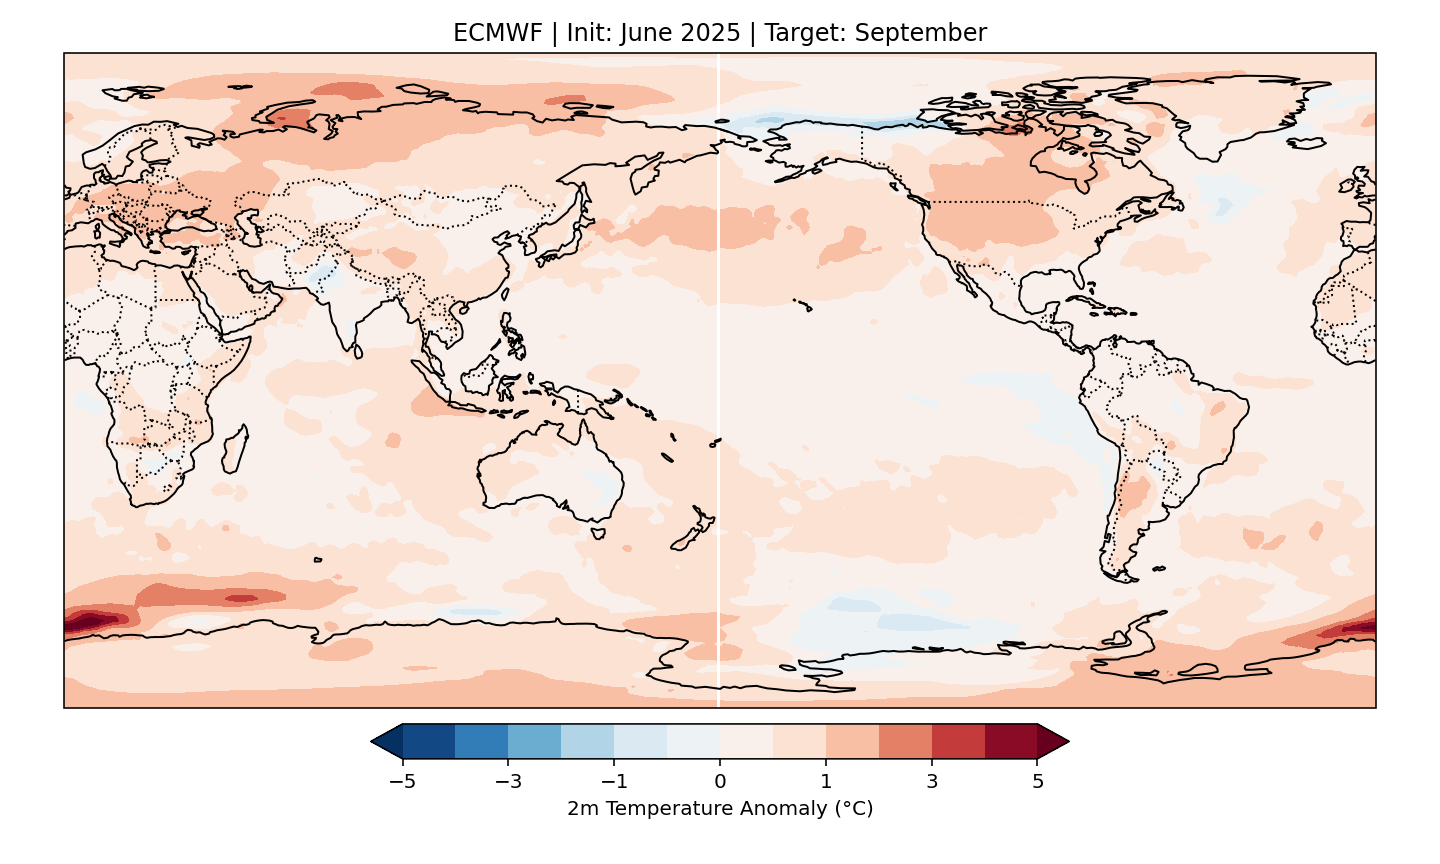 ECMWF | Init: June 2025 | Target: September
−5 −3 −1 0 1 3 5
2m Temperature Anomaly (°C)